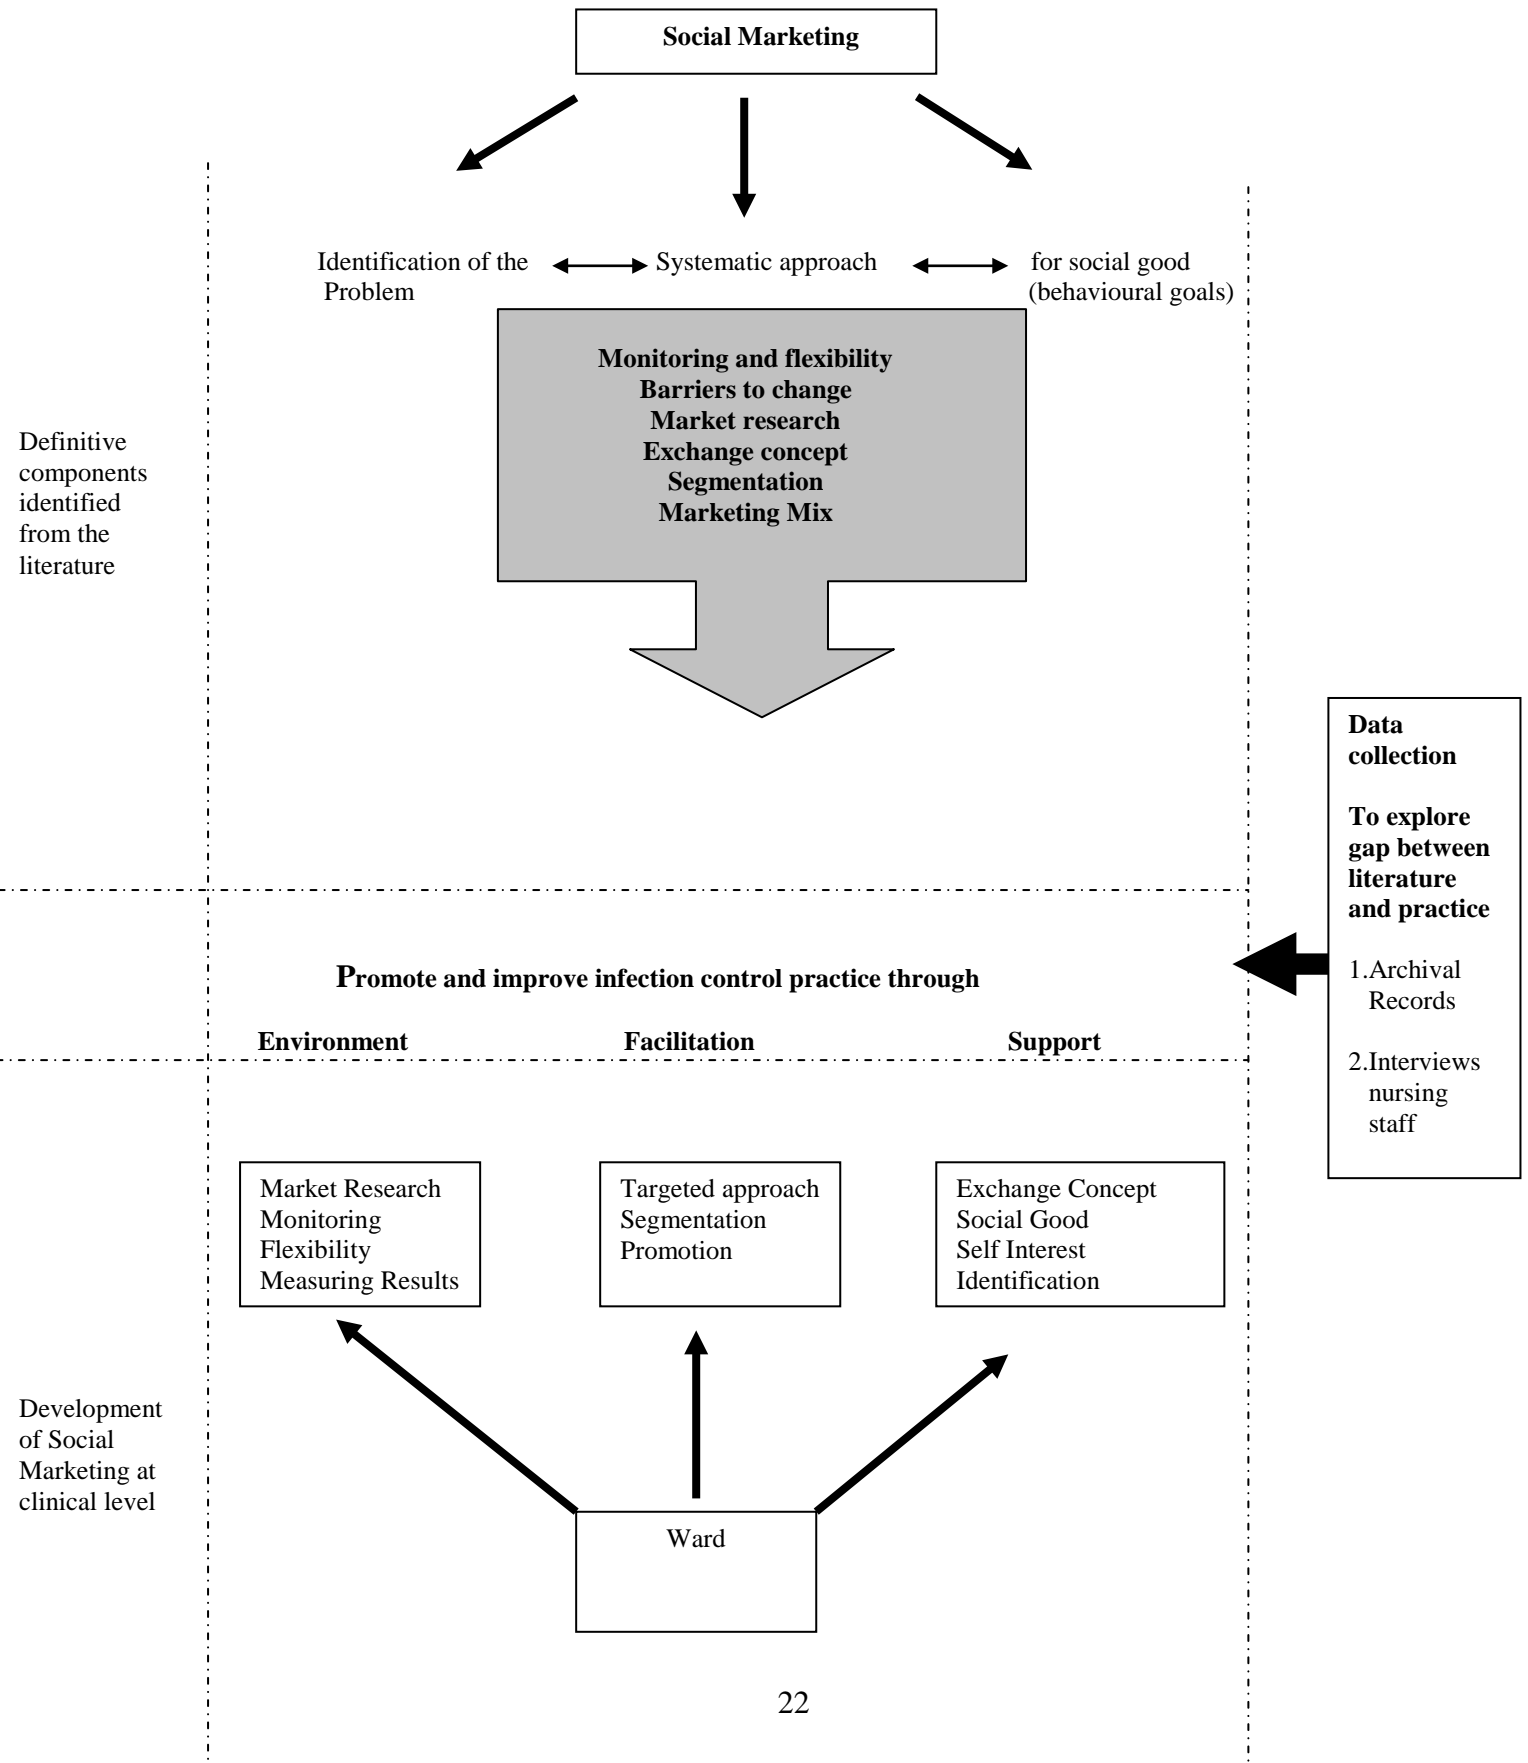 Social Marketing
Identification of the
Problem
Systematic approach
for social good
(behavioural goals)
Monitoring and flexibility
Barriers to change
Market research
Exchange concept
Segmentation
Marketing Mix
Definitive
components
identified
from the
literature
Data
collection
To explore
gap between
literature
and practice
1.Archival
Records
2.Interviews
nursing
staff
Promote and improve infection control practice through
Environment
Facilitation
Support
Market Research
Monitoring
Flexibility
Measuring Results
Targeted approach
Segmentation
Promotion
Exchange Concept
Social Good
Self Interest
Identification
Development
of Social
Marketing at
clinical level
Ward
22